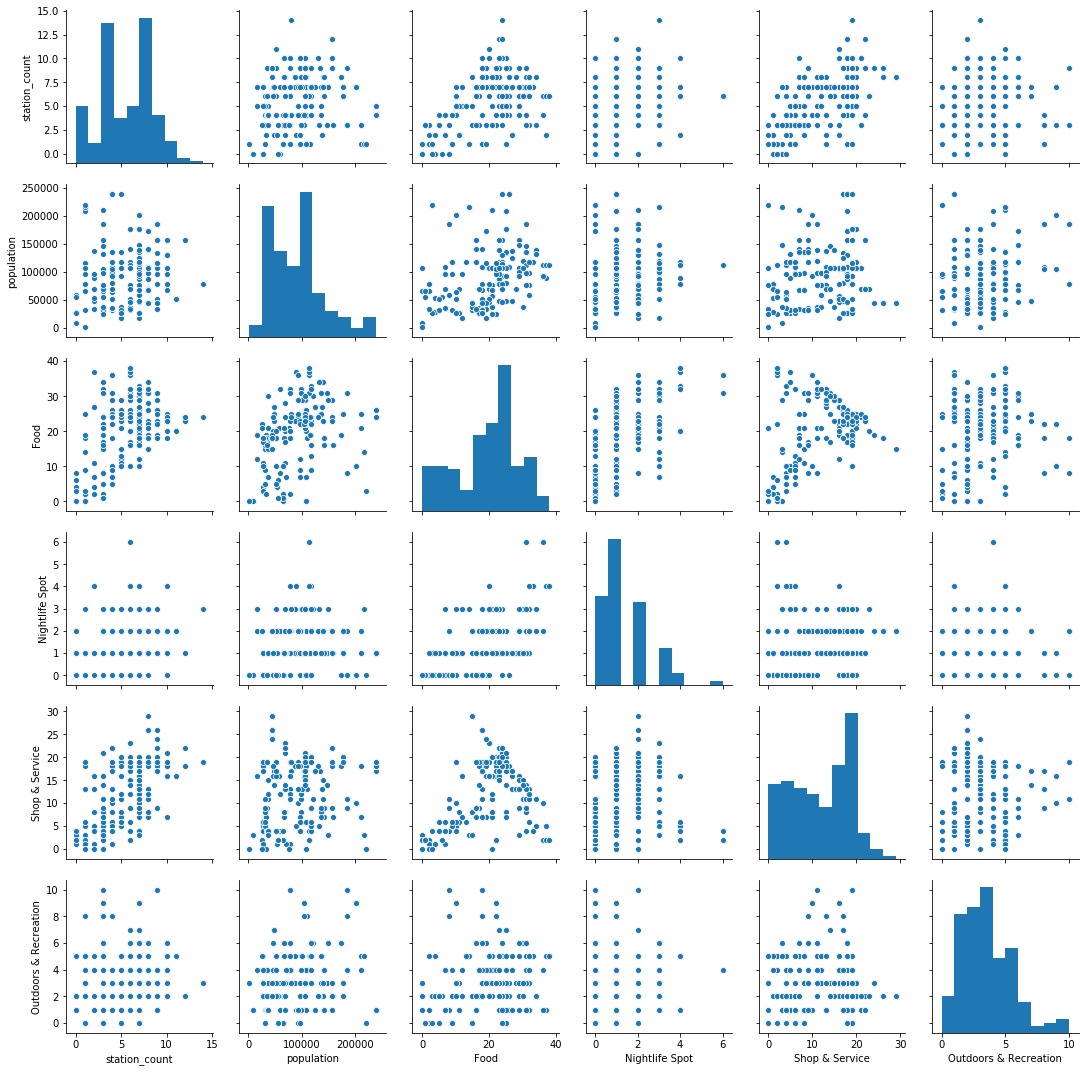 15.0
12.5
10.0
7.5
5.0
2.5
0.0
station_count
250000
200000
150000
100000
50000
0
population
40
30
20
10
0
Food
6
5
4
3
2
1
0
Nightlife Spot
30
25
20
15
10
5
0
Shop & Service
10
8
6
4
2
0
Outdoors & Recreation
0 5 10 15
station_count
0 100000 200000
population
0 20 40
Food
0 2 4 6
Nightlife Spot
0 10 20 30
Shop & Service
0 5 10
Outdoors & Recreation